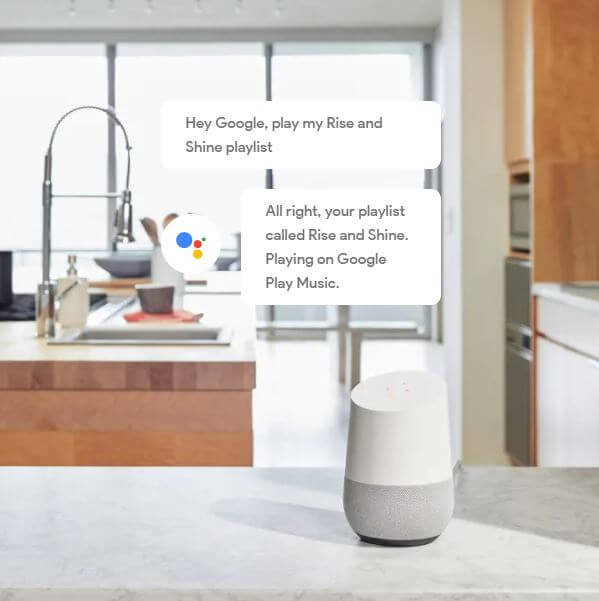 Hey Google, play my Rise and
Shine playlist
All right, your playlist
called Rise and Shine.
Playing on Google
Play Music.